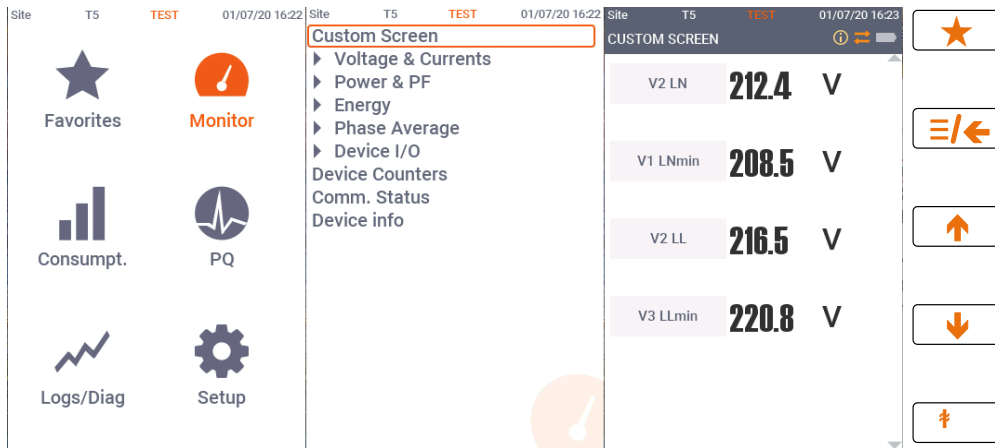 Site T5 TEST 01/07/20 16:22
Favorites
Monitor
Consumpt.
PQ
Logs/Diag
Setup
Site T5 TEST 01/07/20 16:22
Custom Screen
Voltage & Currents
Power & PF
Energy
Phase Average
Device I/O
Device Counters
Comm. Status
Device info
Site T5 TEST 01/07/20 16:23
CUSTOM SCREEN
V2 LN 212.4 V
V1 LNmin 208.5 V
V2 LL 216.5 V
V3 LLmin 220.8 V